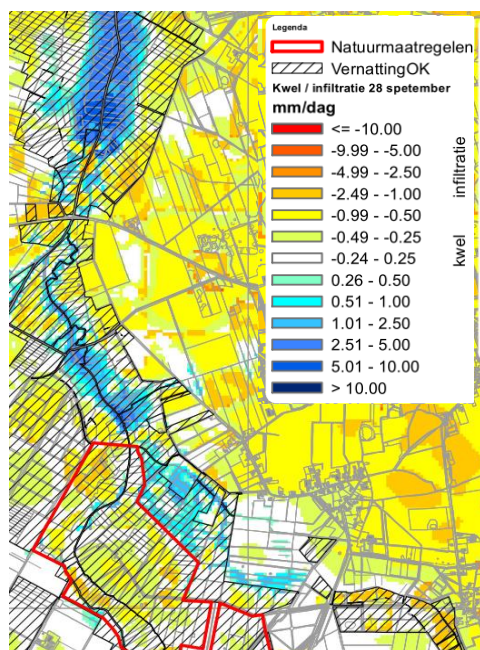 Legenda
Natuurmaatregelen
VernattingOK
Kwel / infiltratie 28 spetember
mm/dag
<= -10.00
-9.99 - -5.00
-4.99 - -2.50
-2.49 - -1.00
-0.99 - -0.50
-0.49 - -0.25
-0.24 - 0.25
0.26 - 0.50
0.51 - 1.00
1.01 - 2.50
2.51 - 5.00
5.01 - 10.00
> 10.00
infiltratie
kwel